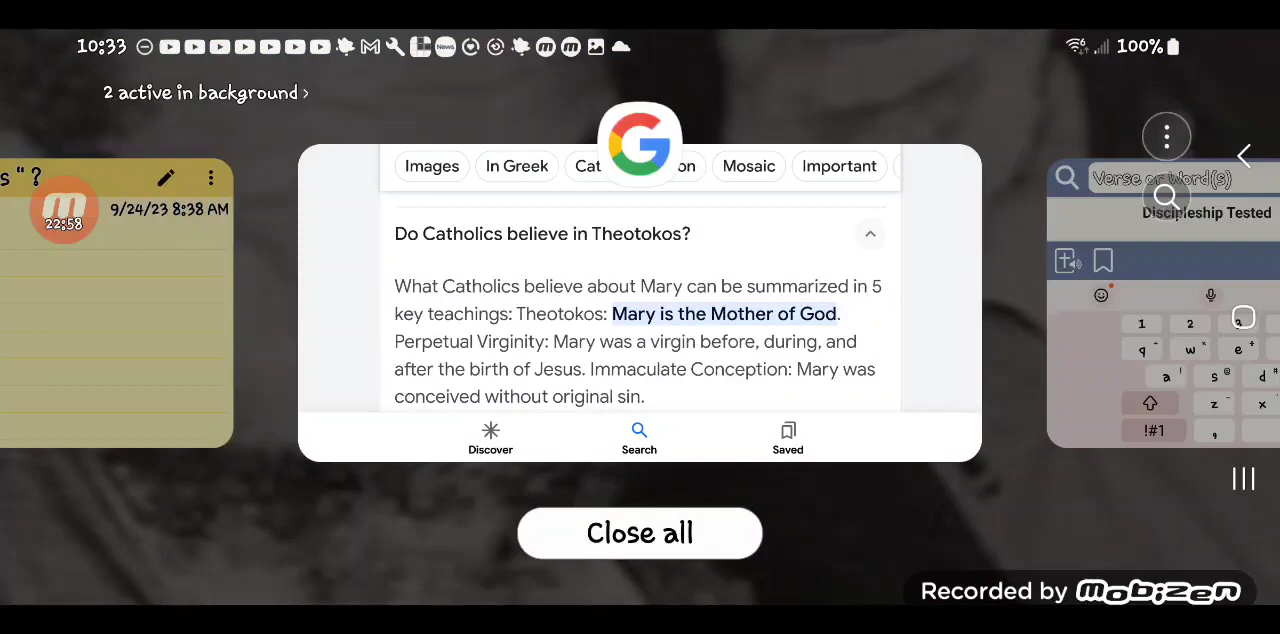 10:33
100%
2 active in background >
s " ?
9/24/23 8:38 AM
22:58
Images
In Greek
Cat
on
Mosaic
Important
Do Catholics believe in Theotokos?
What Catholics believe about Mary can be summarized in 5
key teachings: Theotokos: Mary is the Mother of God.
Perpetual Virginity: Mary was a virgin before, during, and
after the birth of Jesus. Immaculate Conception: Mary was
conceived without original sin.
Discover
Search
Saved
Verse or Word(s)
Discipleship Tested
1 2 3
q w e
a s d
z x
!#1 ,
Close all
Recorded by mobizen